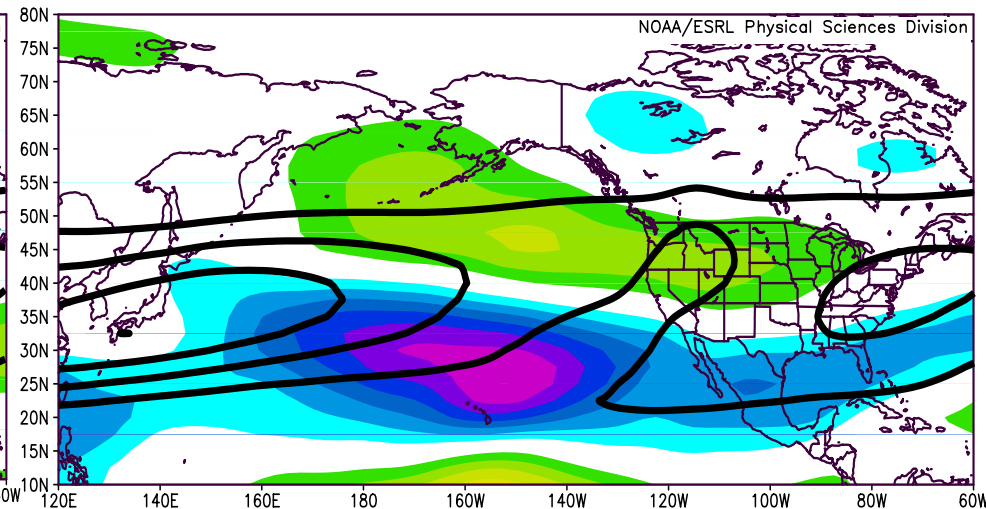 80N
NOAA/ESRL Physical Sciences Division
75N
70N
65N
60N
55N
50N
45N
40N
35N
30N
25N
20N
15N
10N
0W 120E 140E 160E 180 160W 140W 120W 100W 80W 60W